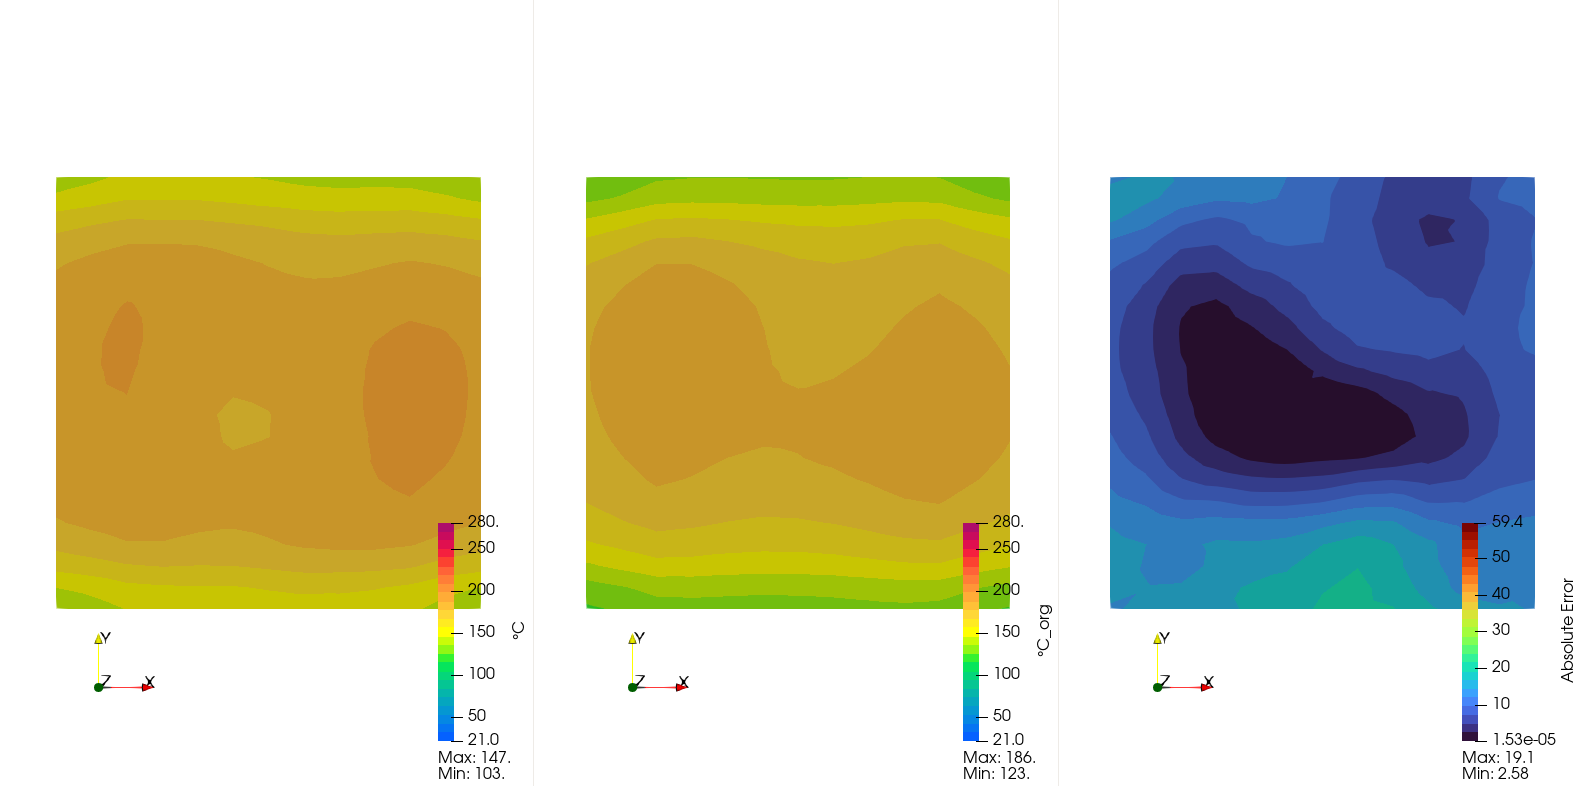 280.
250
200
150
100
50
21.0
°C
Max: 147.
Min: 103.
Y
Z
X
280.
250
200
150
100
50
21.0
°C_org
Max: 186.
Min: 123.
Y
Z
X
59.4
50
40
30
20
10
1.53e-05
Absolute Error
Max: 19.1
Min: 2.58
Y
Z
X